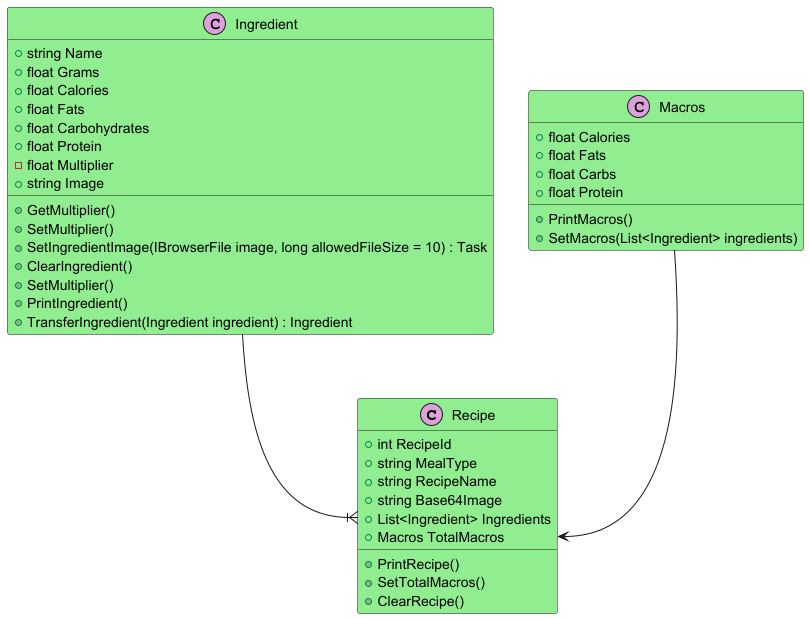 C Ingredient
string Name
float Grams
float Calories
float Fats
float Carbohydrates
float Protein
float Multiplier
string Image
GetMultiplier()
SetMultiplier()
SetIngredientImage(IBrowserFile image, long allowedFileSize = 10) : Task
ClearIngredient()
SetMultiplier()
PrintIngredient()
TransferIngredient(Ingredient ingredient) : Ingredient
C Macros
float Calories
float Fats
float Carbs
float Protein
PrintMacros()
SetMacros(List<Ingredient> ingredients)
C Recipe
int RecipeId
string MealType
string RecipeName
string Base64Image
List<Ingredient> Ingredients
Macros TotalMacros
PrintRecipe()
SetTotalMacros()
ClearRecipe()